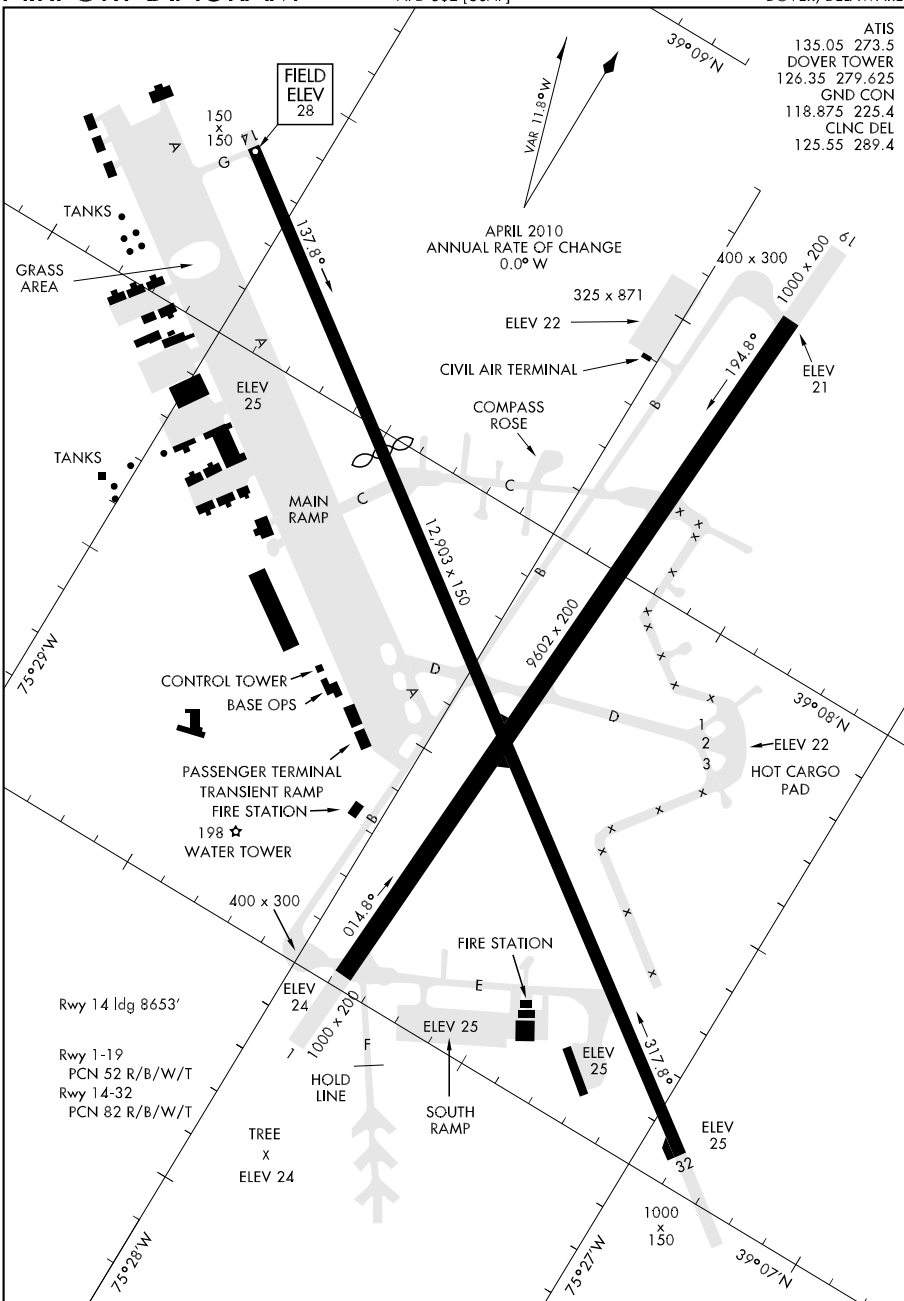 ATIS
135.05 273.5
DOVER TOWER
126.35 279.625
GND CON
118.875 225.4
CLNC DEL
125.55 289.4
39°09'N
VAR 11.8° W
FIELD
ELEV
28
150
x
150
14
A
G
137.8°
TANKS
GRASS
AREA
APRIL 2010
ANNUAL RATE OF CHANGE
0.0° W
400 x 300
1000 x 200
19
325 x 871
ELEV 22
CIVIL AIR TERMINAL
194.8°
ELEV
21
A
ELEV
25
B
COMPASS
ROSE
TANKS
MAIN
RAMP
C
C
12,903 x 150
B
9602 x 200
75°29'W
CONTROL TOWER
BASE OPS
D
A
D
39°08'N
1
2
3
ELEV 22
HOT CARGO
PAD
PASSENGER TERMINAL
TRANSIENT RAMP
FIRE STATION
B
198
WATER TOWER
400 x 300
014.8°
FIRE STATION
ELEV
24
E
1000 x 200
1
Rwy 14 ldg 8653'
Rwy 1-19
PCN 52 R/B/W/T
Rwy 14-32
PCN 82 R/B/W/T
F
HOLD
LINE
ELEV 25
SOUTH
RAMP
ELEV
25
317.8°
ELEV
25
32
TREE
x
ELEV 24
1000
x
150
75°28'W
75°27'W
39°07'N